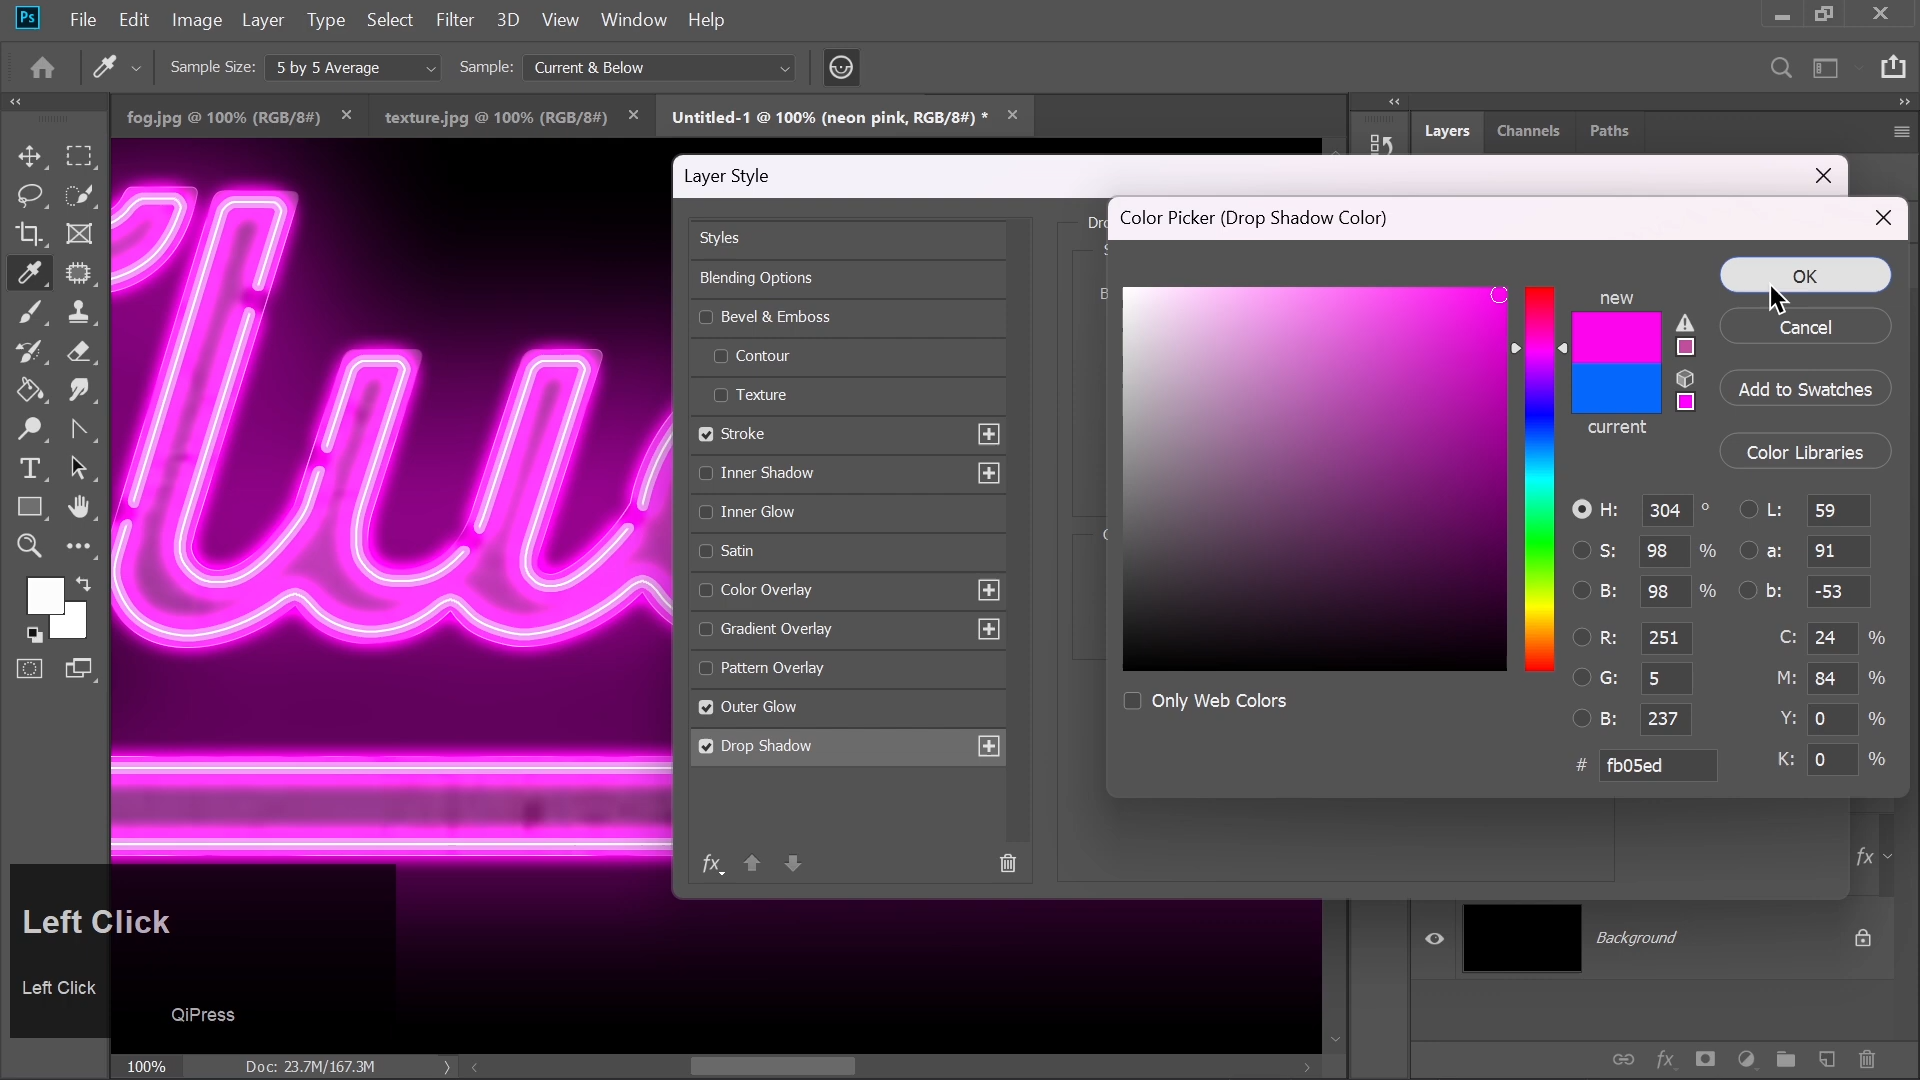 Ps File Edit Image Layer Type Select Filter 3D View Window Help
Sample Size: 5 by 5 Average Sample: Current & Below
fog.jpg @ 100% (RGB/8#) texture.jpg @ 100% (RGB/8#) Untitled-1 @ 100% (neon pink, RGB/8#) *
Layers Channels Paths
Layer Style
Color Picker (Drop Shadow Color)
Styles
Blending Options
Bevel & Emboss
Contour
Texture
Stroke
Inner Shadow
Inner Glow
Satin
Color Overlay
Gradient Overlay
Pattern Overlay
Outer Glow
Drop Shadow
fx
new
current
OK
Cancel
Add to Swatches
Color Libraries
H: 304 ° L: 59
S: 98 % a: 91
B: 98 % b: -53
R: 251 C: 24 %
G: 5 M: 84 %
B: 237 Y: 0 %
# fb05ed K: 0 %
Only Web Colors
fx
Background
Left Click
Left Click
QiPress
100% Doc: 23.7M/167.3M
fx